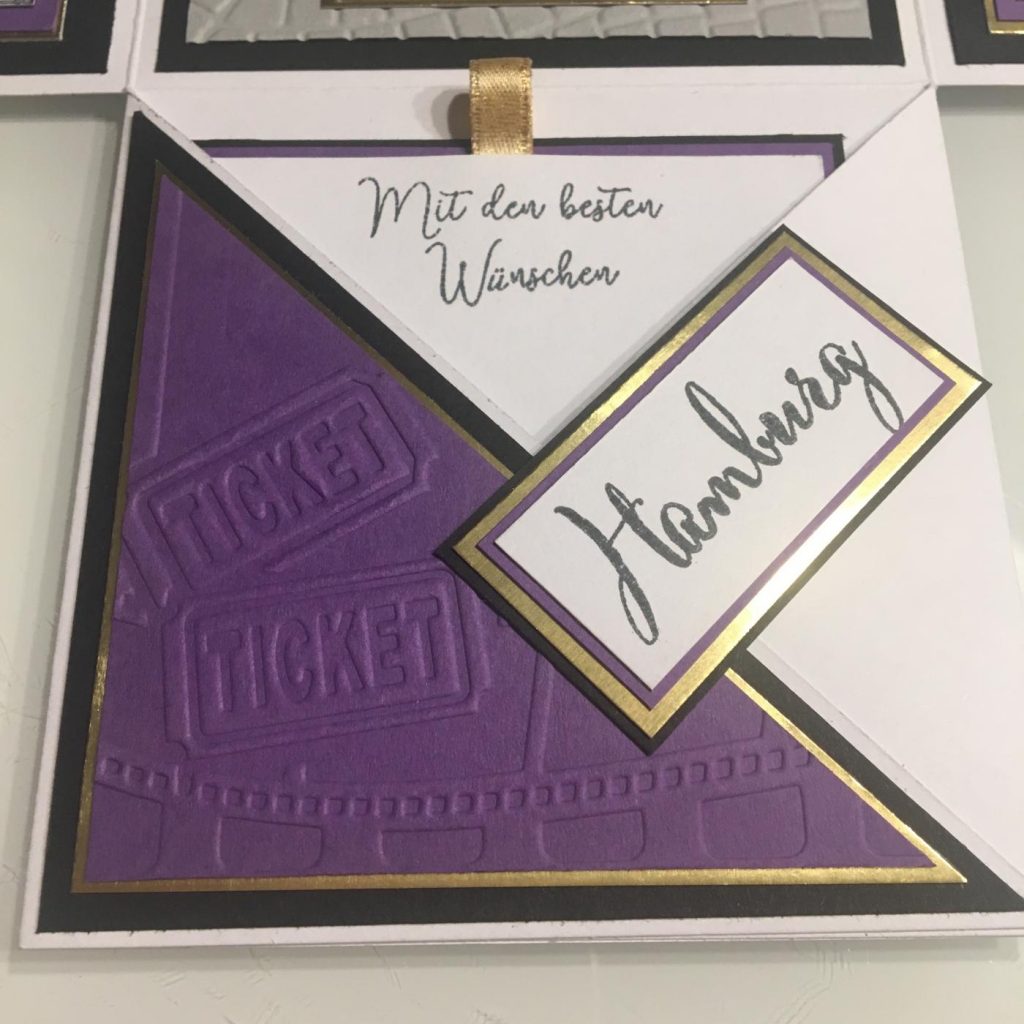 Mit den besten
Wünschen
Hamburg
TICKET
TICKET